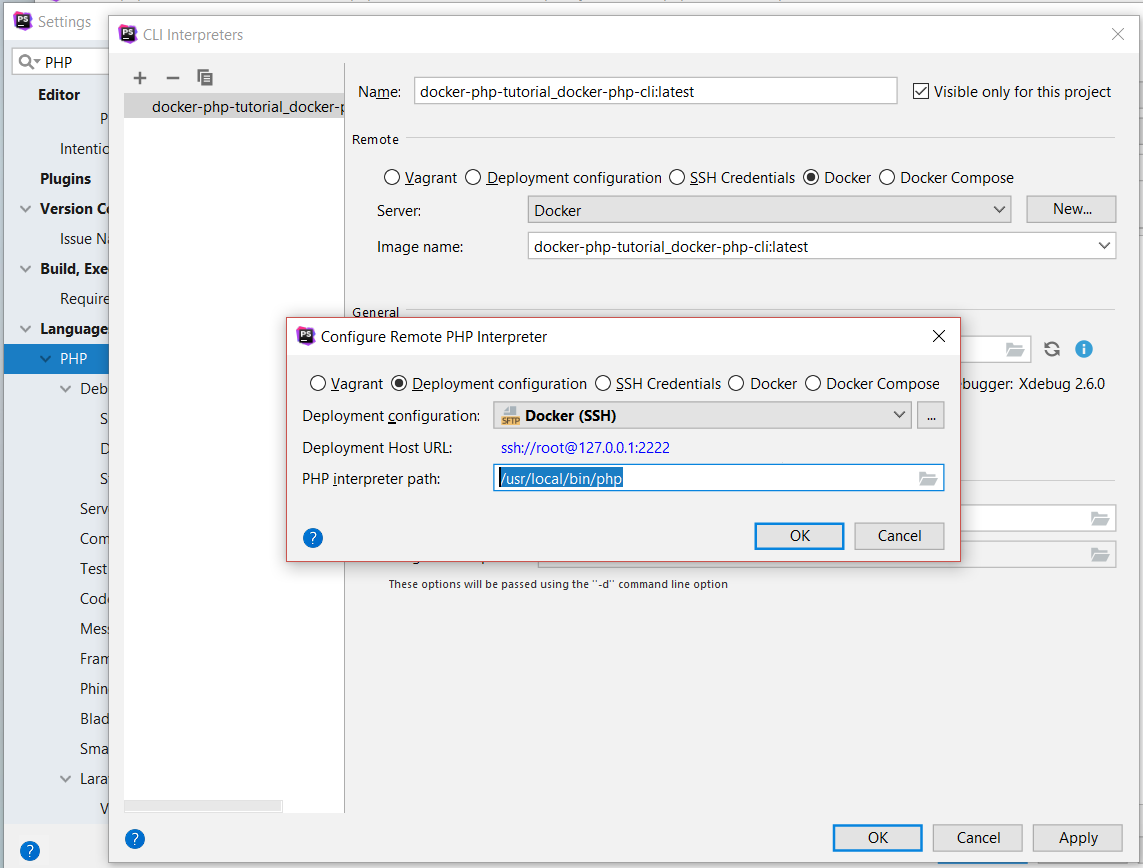 Settings
PHP
Editor
P
Intentio
Plugins
Version Co
Issue Na
Build, Exe
Require
Language
PHP
Deb
S
D
S
Serv
Com
Test
Code
Mess
Fram
Phin
Blad
Sma
Lara
V
CLI Interpreters
docker-php-tutorial_docker-p
Name: docker-php-tutorial_docker-php-cli:latest Visible only for this project
Remote
Vagrant Deployment configuration SSH Credentials Docker Docker Compose
Server: Docker New...
Image name: docker-php-tutorial_docker-php-cli:latest
General
ebugger: Xdebug 2.6.0
Configure Remote PHP Interpreter
Vagrant Deployment configuration SSH Credentials Docker Docker Compose
Deployment configuration: SFTP Docker (SSH) ...
Deployment Host URL: ssh://root@127.0.0.1:2222
PHP interpreter path: /usr/local/bin/php
OK Cancel
These options will be passed using the "-d" command line option
OK Cancel Apply